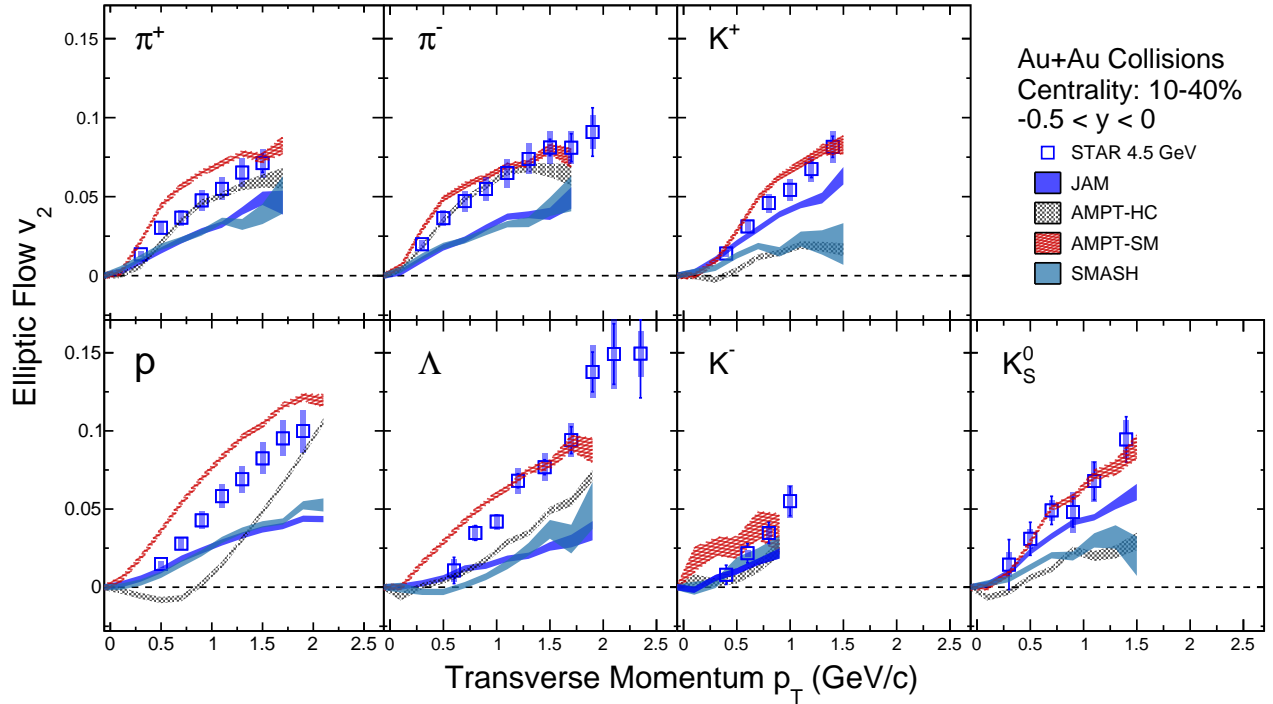 π+
π-
K+
Au+Au Collisions
Centrality: 10-40%
-0.5 < y < 0
STAR 4.5 GeV
JAM
AMPT-HC
AMPT-SM
SMASH
0.15
0.1
0.05
0
Elliptic Flow v2
p
Λ
K-
K0S
0.15
0.1
0.05
0
0 0.5 1 1.5 2 2.5
0 0.5 1 1.5 2 2.5
0.5 1 1.5 2 2.5
0.5 1 1.5 2 2.5
Transverse Momentum pT (GeV/c)